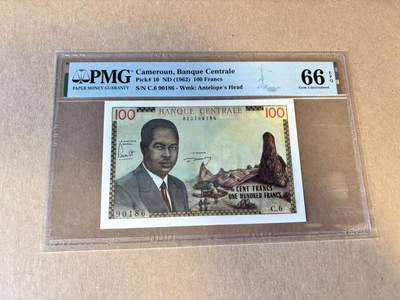 PMG
PAPER MONEY GUARANTY
Cameroun, Banque Centrale
Pick# 10 ND (1962) 100 Francs
S/N C.6 90186 - Wmk: Antelope's Head
66 EPQ
Gem Uncirculated
100 BANQUE CENTRALE 100
CENT FRANCS
ONE HUNDRED FRANCS
90186
C.6